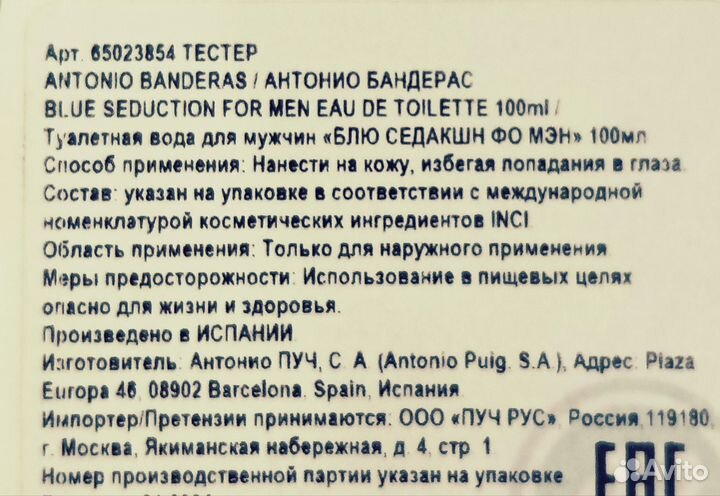 Арт. 65023854 ТЕСТЕР
ANTONIO BANDERAS / АНТОНИО БАНДЕРАС
BLUE SEDUCTION FOR MEN EAU DE TOILETTE 100ml /
Туалетная вода для мужчин «БЛЮ СЕДАКШН ФО МЭН» 100мл
Способ применения: Нанести на кожу, избегая попадания в глаза.
Состав: указан на упаковке в соответствии с международной
номенклатурой косметических ингредиентов INCI
Область применения: Только для наружного применения
Меры предосторожности: Использование в пищевых целях
опасно для жизни и здоровья.
Произведено в ИСПАНИИ
Изготовитель: Антонио ПУЧ, С. А. (Antonio Puig. S.A.), Адрес: Plaza
Europa 46, 08902 Barcelona. Spain, Испания
Импортер/Претензии принимаются: ООО «ПУЧ РУС», Россия,119180,
г. Москва, Якиманская набережная, д. 4, стр. 1
Номер производственной партии указан на упаковке
EAC
Avito